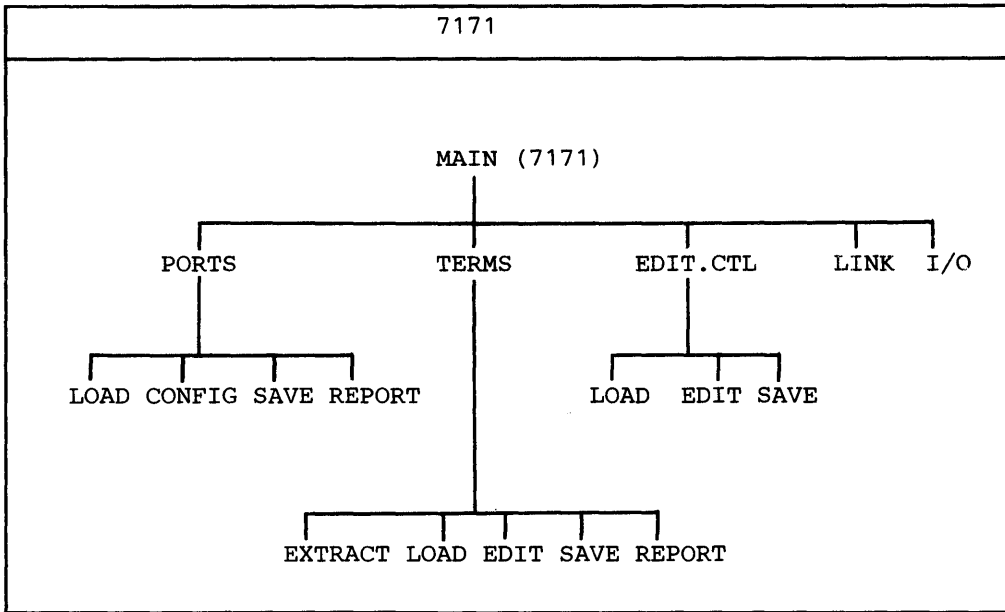 7171
MAIN (7171)
PORTS TERMS EDIT.CTL LINK I/O
LOAD CONFIG SAVE REPORT LOAD EDIT SAVE
EXTRACT LOAD EDIT SAVE REPORT